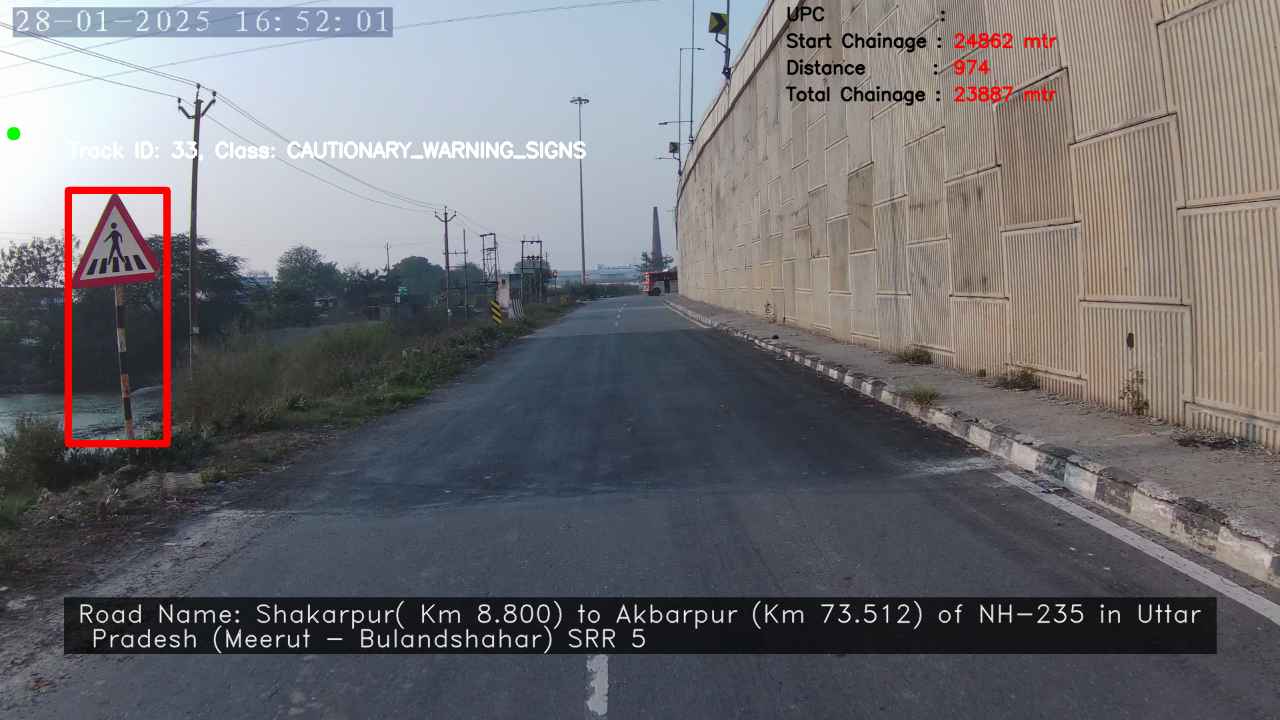 28-01-2025 16:52:01
UPC :
Start Chainage : 24862 mtr
Distance : 974
Total Chainage : 23887 mtr
Track ID: 33, Class: CAUTIONARY_WARNING_SIGNS
Road Name: Shakarpur( Km 8.800) to Akbarpur (Km 73.512) of NH-235 in Uttar
Pradesh (Meerut - Bulandshahar) SRR 5